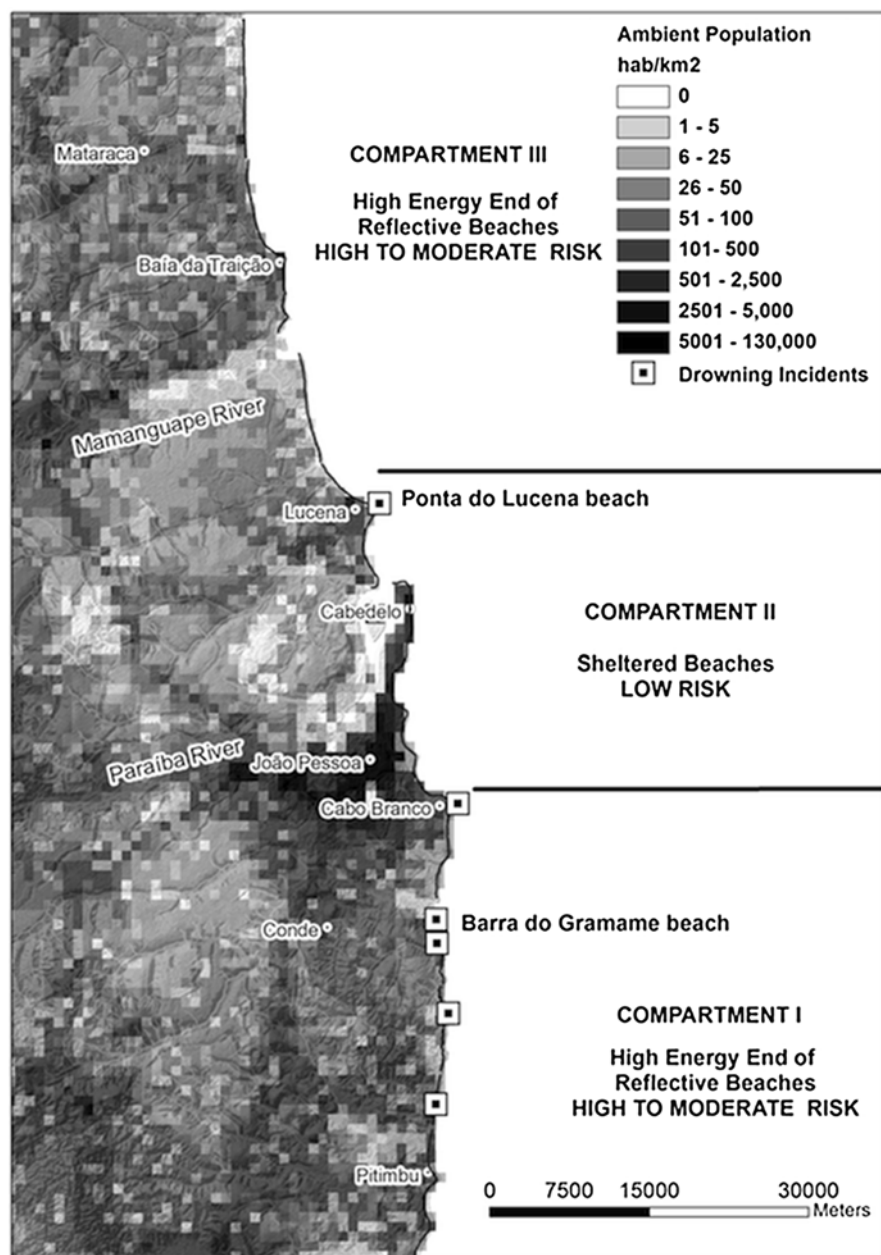 Ambient Population
hab/km2
0
1 - 5
6 - 25
26 - 50
51 - 100
101- 500
501 - 2,500
2501 - 5,000
5001 - 130,000
Drowning Incidents
Mataraca
COMPARTMENT III
High Energy End of
Reflective Beaches
HIGH TO MODERATE RISK
Baía da Traição
Mamanguape River
Lucena
Ponta do Lucena beach
Cabedelo
COMPARTMENT II
Sheltered Beaches
LOW RISK
Paraíba River
João Pessoa
Cabo Branco
Conde
Barra do Gramame beach
COMPARTMENT I
High Energy End of
Reflective Beaches
HIGH TO MODERATE RISK
Pitimbu
0 7500 15000 30000
Meters